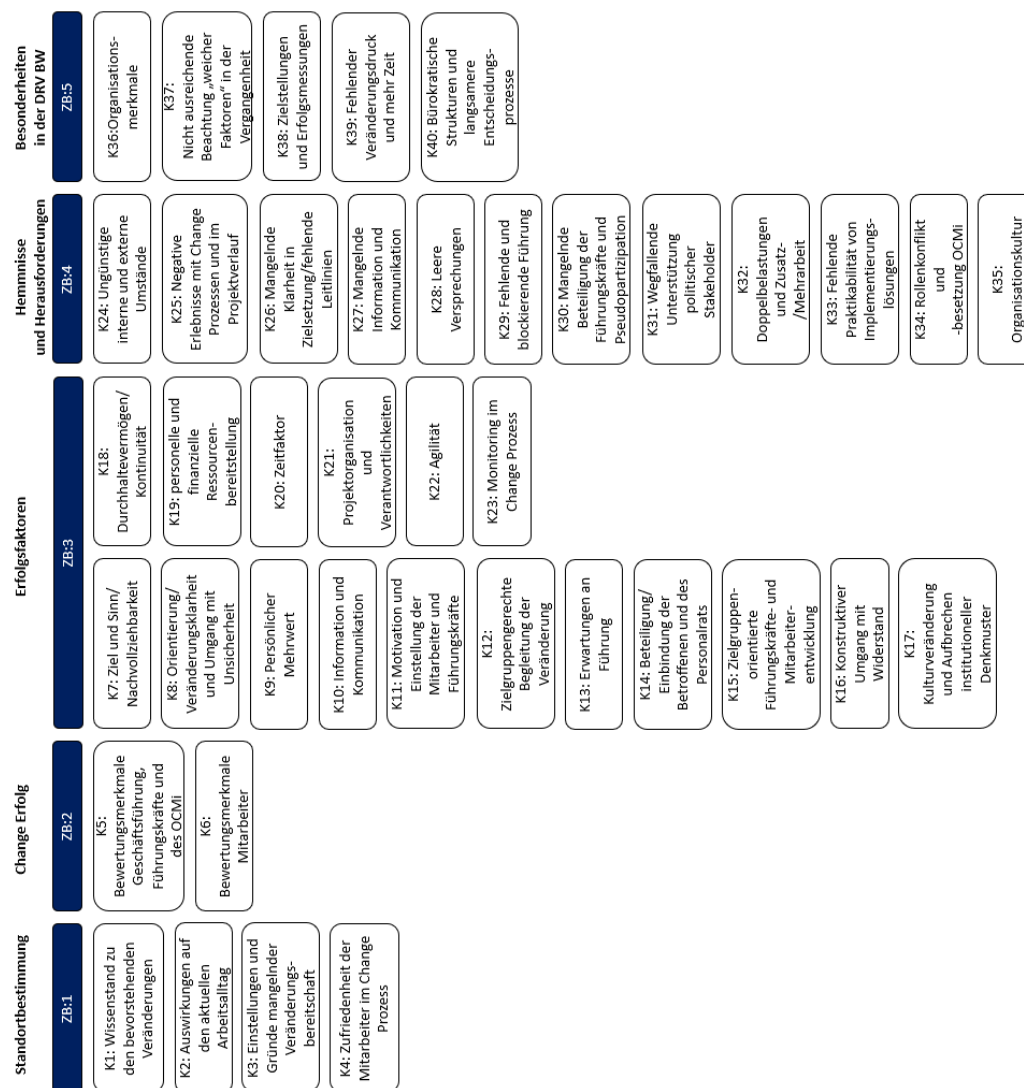 Standortbestimmung
ZB:1
K1: Wissenstand zu
den bevorstehenden
Veränderungen
K2: Auswirkungen auf
den aktuellen
Arbeitsalltag
K3: Einstellungen und
Gründe mangelnder
Veränderungs-
bereitschaft
K4: Zufriedenheit der
Mitarbeiter im Change
Prozess
Change Erfolg
ZB:2
K5:
Bewertungsmerkmale
Geschäftsführung,
Führungskräfte und
des OCMi
K6:
Bewertungsmerkmale
Mitarbeiter
Erfolgsfaktoren
ZB:3
K7: Ziel und Sinn/
Nachvollziehbarkeit
K8: Orientierung/
Veränderungsklarheit
und Umgang mit
Unsicherheit
K9: Persönlicher
Mehrwert
K10: Information und
Kommunikation
K11: Motivation und
Einstellung der
Mitarbeiter und
Führungskräfte
K12:
Zielgruppengerechte
Begleitung der
Veränderung
K13: Erwartungen an
Führung
K14: Beteiligung/
Einbindung der
Betroffenen und des
Personalrats
K15: Zielgruppen-
orientierte
Führungskräfte- und
Mitarbeiter-
entwicklung
K16: Konstruktiver
Umgang mit
Widerstand
K17:
Kulturveränderung
und Aufbrechen
institutioneller
Denkmuster
K18:
Durchhaltevermögen/
Kontinuität
K19: personelle und
finanzielle
Ressourcen-
bereitstellung
K20: Zeitfaktor
K21:
Projektorganisation
und
Verantwortlichkeiten
K22: Agilität
K23: Monitoring im
Change Prozess
Hemmnisse
und Herausforderungen
ZB:4
K24: Ungünstige
interne und externe
Umstände
K25: Negative
Erlebnisse mit Change
Prozessen und im
Projektverlauf
K26: Mangelnde
Klarheit in
Zielsetzung/fehlende
Leitlinien
K27: Mangelnde
Information und
Kommunikation
K28: Leere
Versprechungen
K29: Fehlende und
blockierende Führung
K30: Mangelnde
Beteiligung der
Führungskräfte und
Pseudopartizipation
K31: Wegfallende
Unterstützung
politischer
Stakeholder
K32:
Doppelbelastungen
und Zusatz-
/Mehrarbeit
K33: Fehlende
Praktikabilität von
Implementierungs-
lösungen
K34: Rollenkonflikt
und
-besetzung OCMi
K35:
Organisationskultur
Besonderheiten
in der DRV BW
ZB:5
K36:Organisations-
merkmale
K37:
Nicht ausreichende
Beachtung „weicher
Faktoren“ in der
Vergangenheit
K38: Zielstellungen
und Erfolgsmessungen
K39: Fehlender
Veränderungsdruck
und mehr Zeit
K40: Bürokratische
Strukturen und
langsamere
Entscheidungs-
prozesse